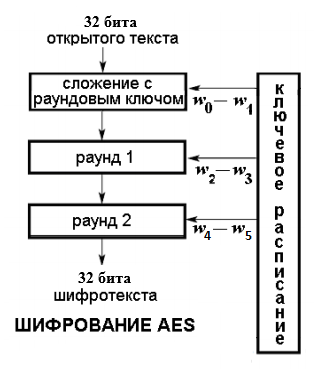 32 бита
открытого текста
сложение с
раундовым ключом
w0 — w1
раунд 1
w2 — w3
раунд 2
w4 — w5
32 бита
шифротекста
ШИФРОВАНИЕ AES
ключевое расписание